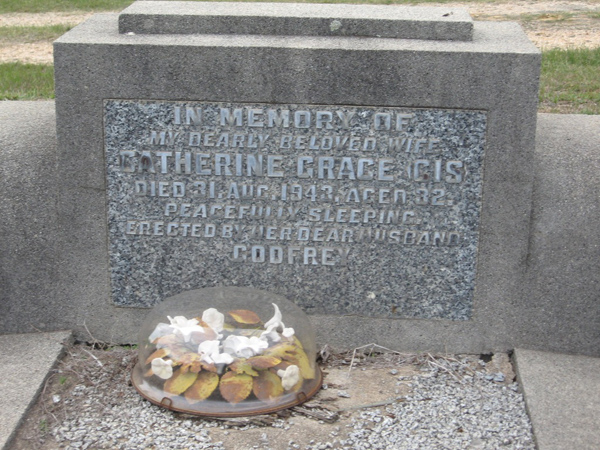 IN MEMORY OF
MY DEARLY BELOVED WIFE
CATHERINE GRACE CIS
DIED 31. AUG. 1943, AGED 32.
PEACEFULLY SLEEPING.
ERECTED BY HER DEAR HUSBAND
GODFREY